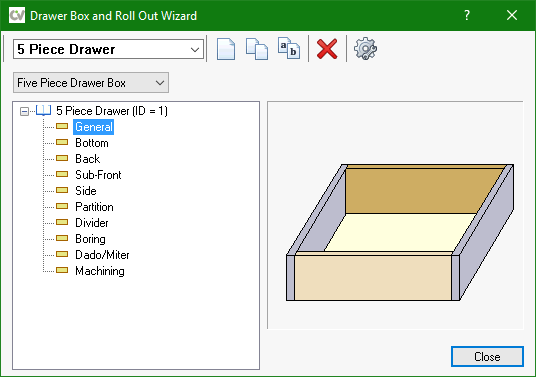 CV Drawer Box and Roll Out Wizard
5 Piece Drawer
a b
Five Piece Drawer Box
5 Piece Drawer (ID = 1)
General
Bottom
Back
Sub-Front
Side
Partition
Divider
Boring
Dado/Miter
Machining
Close